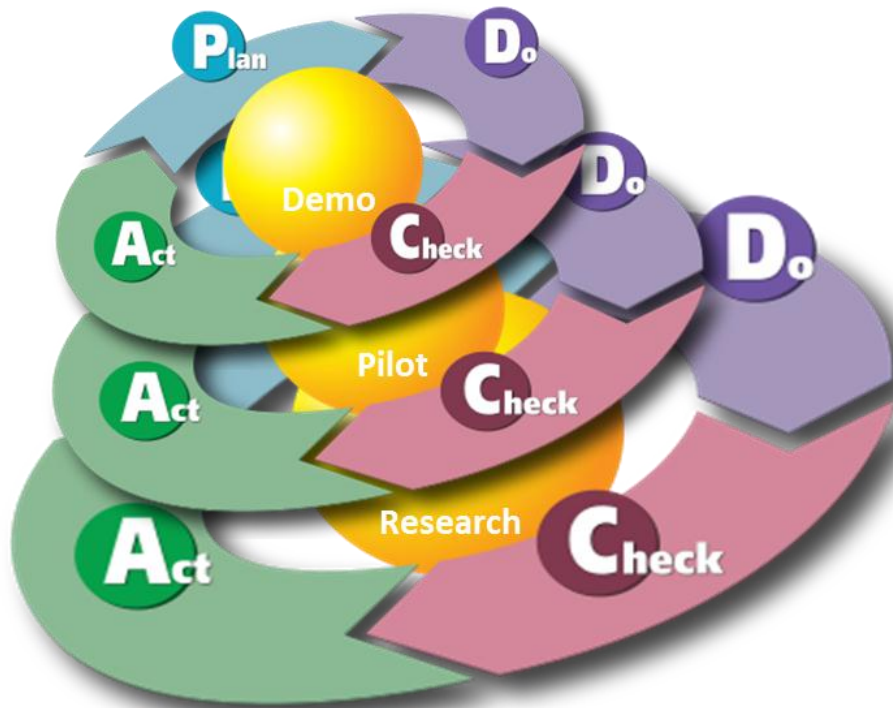 Plan
Do
Demo
Act
Check
Do
Do
Pilot
Act
Check
Research
Act
Check